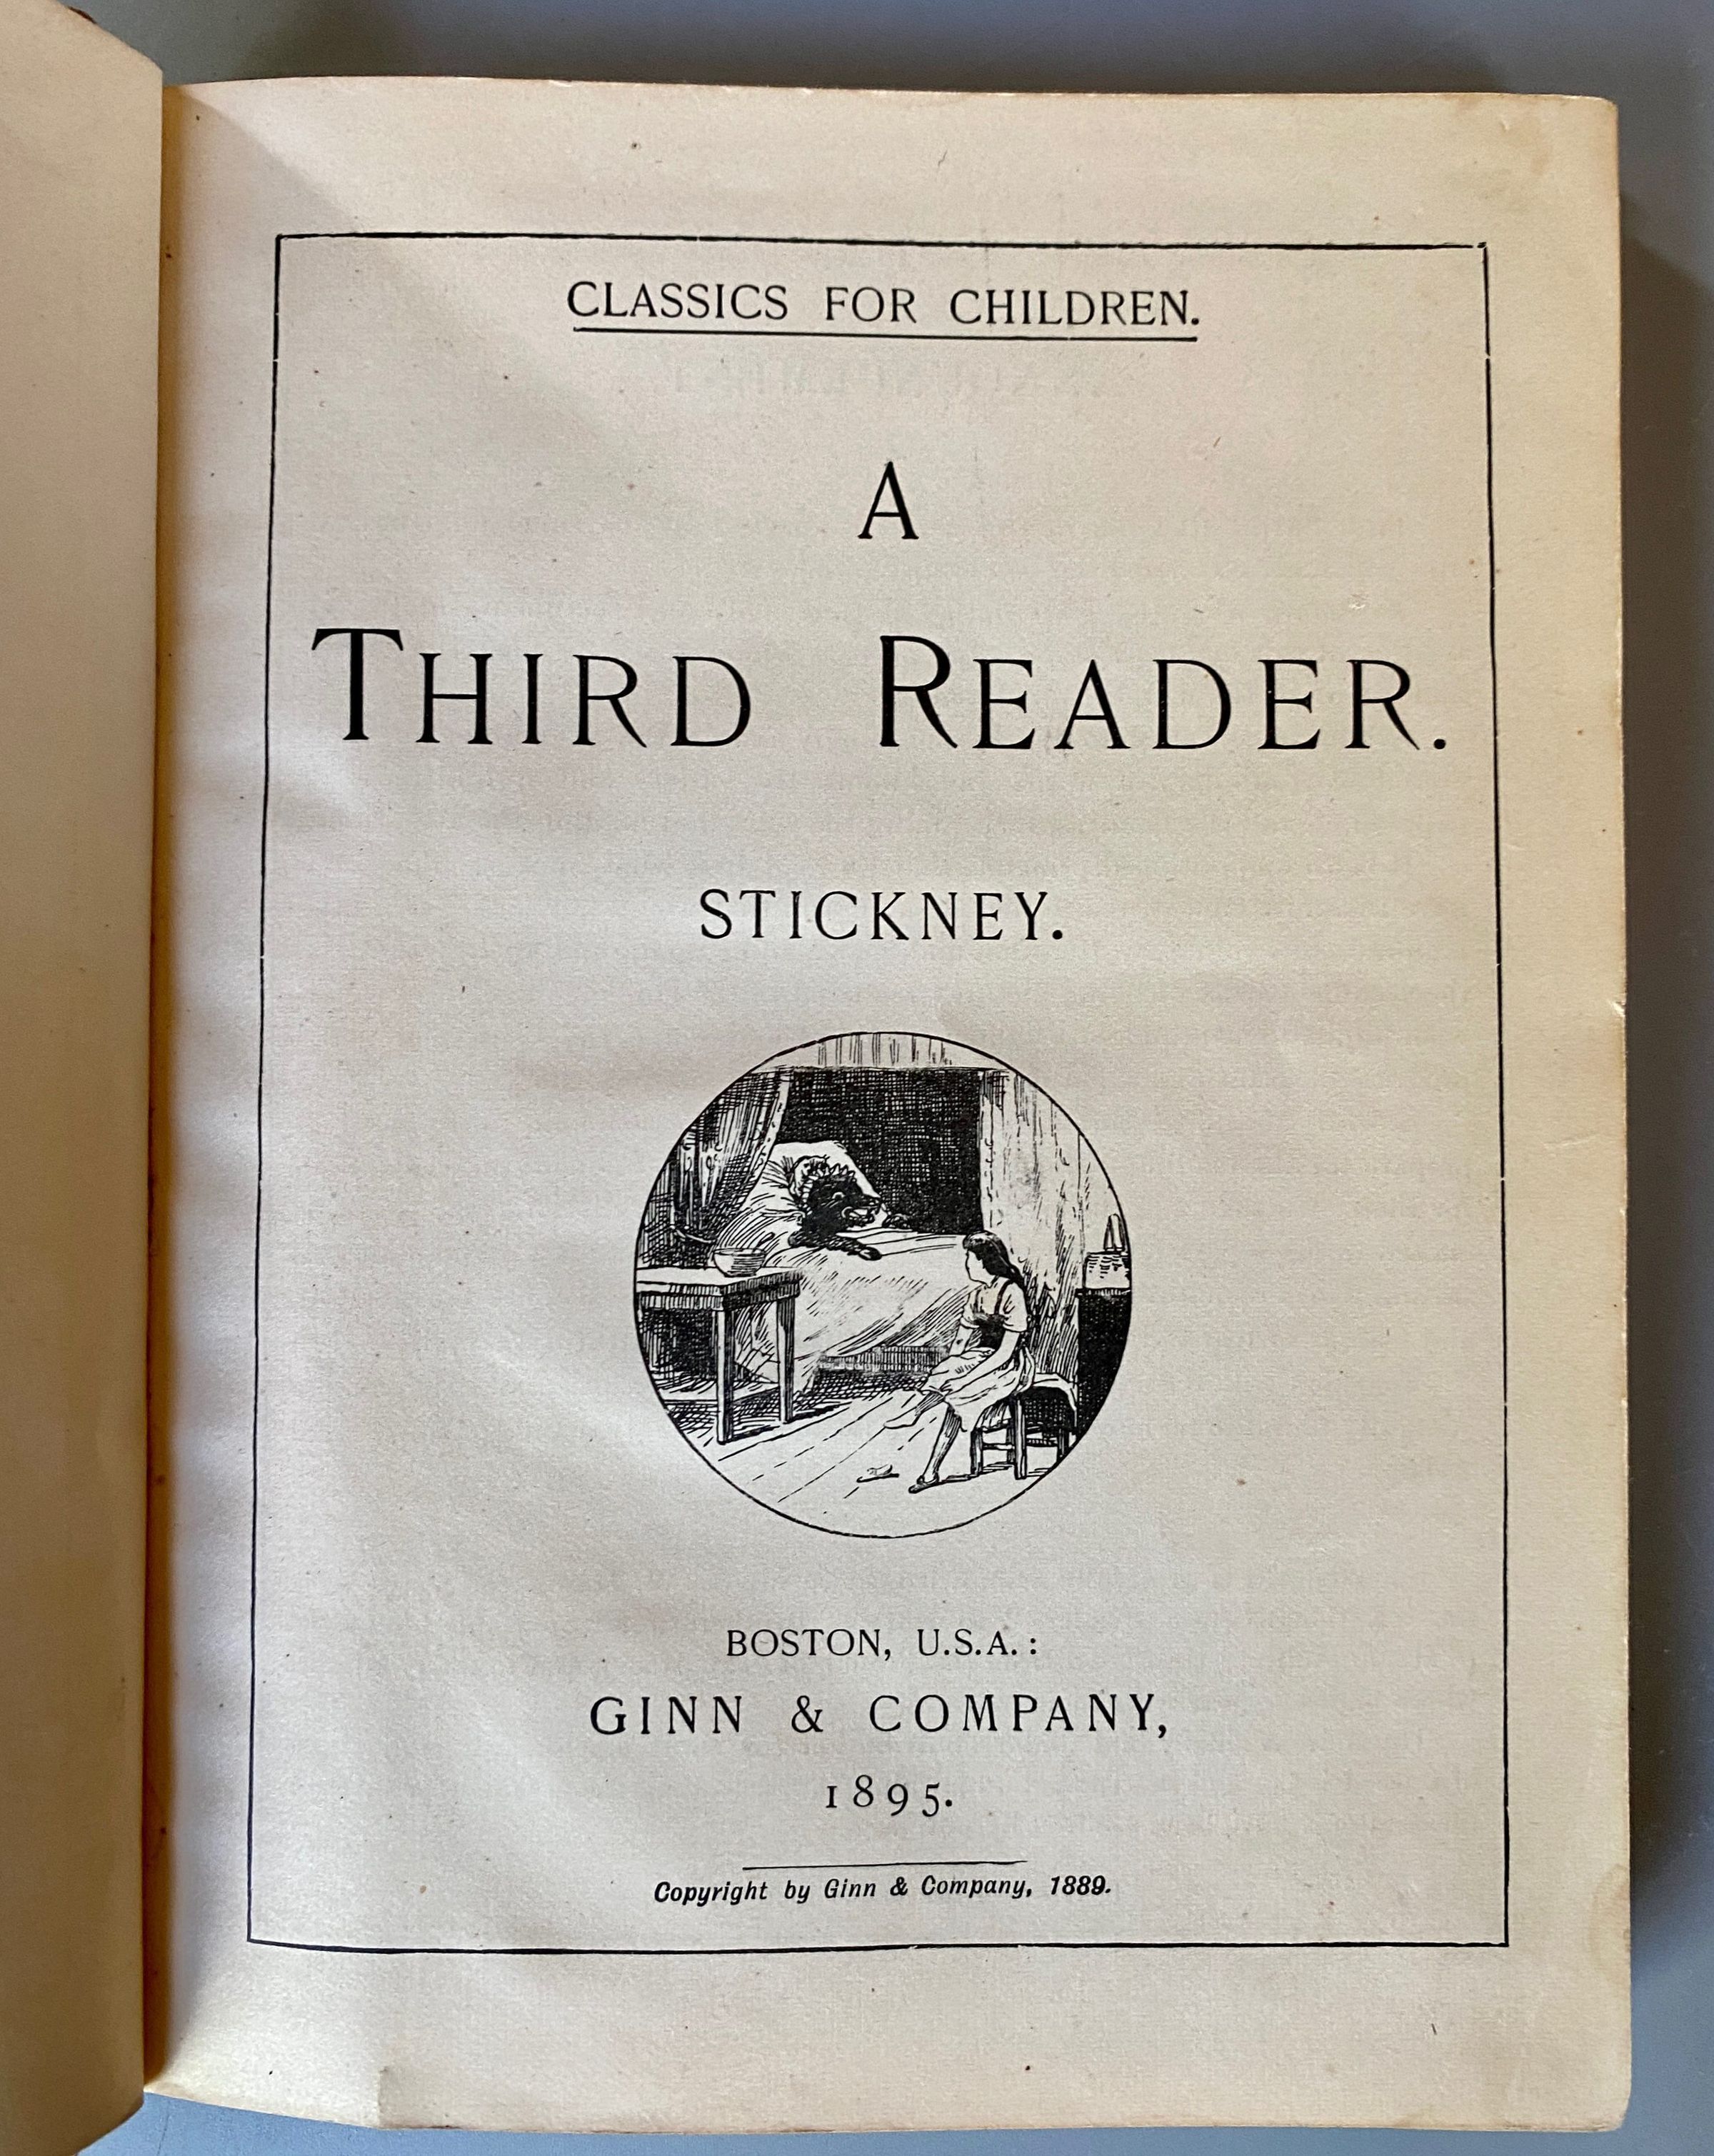 CLASSICS FOR CHILDREN.
A
THIRD READER.
STICKNEY.
BOSTON, U.S.A.:
GINN & COMPANY,
1895.
Copyright by Ginn & Company, 1889.